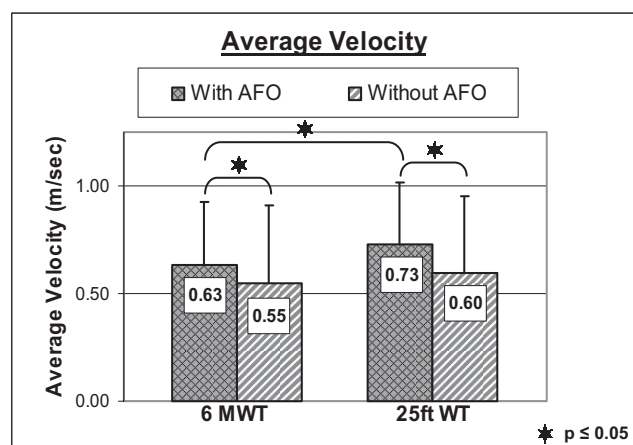 Average Velocity
With AFO Without AFO
Average Velocity (m/sec)
1.00
0.50
0.00
0.63
0.55
0.73
0.60
6 MWT 25ft WT
p ≤ 0.05